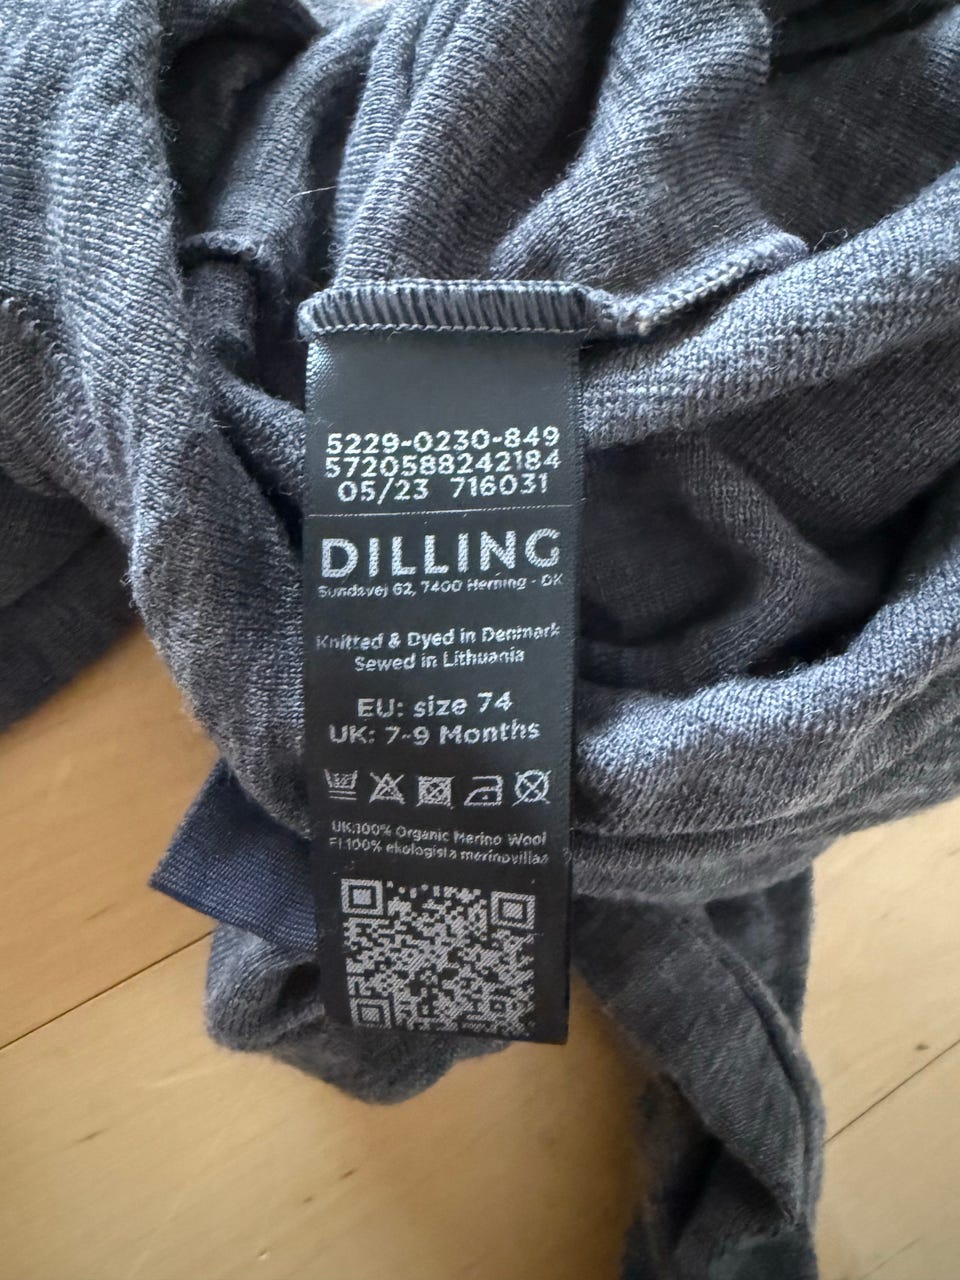 5229-0230-849
5720588242184
05/23 716031
DILLING
Sundsvej 62, 7400 Herning - DK
Knitted & Dyed in Denmark
Sewed in Lithuania
EU: size 74
UK: 7-9 Months
UK:100% Organic Merino Wool
FI:100% ekologista merinovillaa